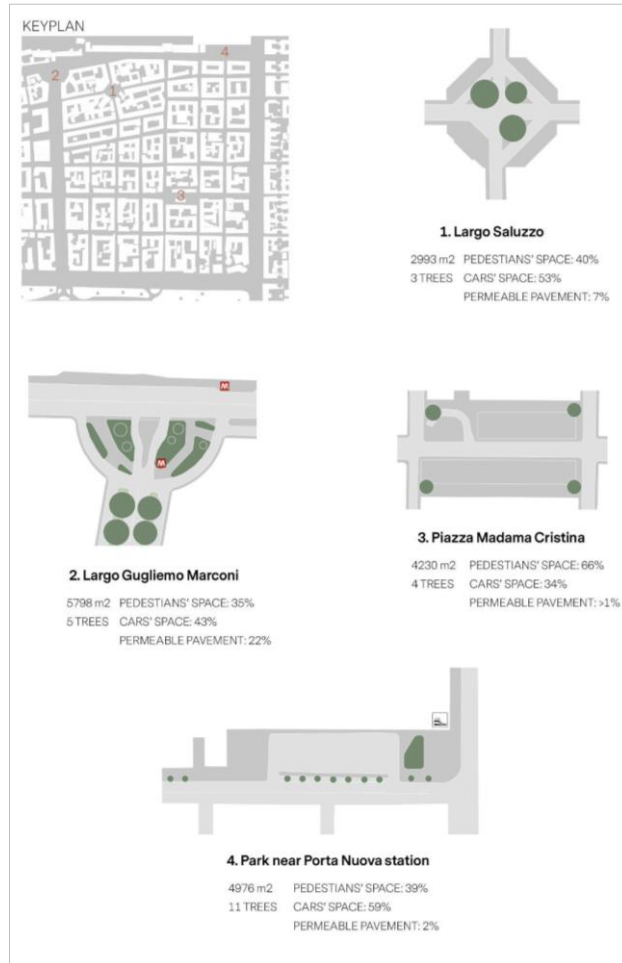 KEYPLAN
4
2
1
3
1. Largo Saluzzo
2993 m2 PEDESTIANS' SPACE: 40%
3 TREES CARS' SPACE: 53%
PERMEABLE PAVEMENT: 7%
M
M
2. Largo Gugliemo Marconi
5798 m2 PEDESTIANS' SPACE: 35%
5 TREES CARS' SPACE: 43%
PERMEABLE PAVEMENT: 22%
3. Piazza Madama Cristina
4230 m2 PEDESTIANS' SPACE: 66%
4 TREES CARS' SPACE: 34%
PERMEABLE PAVEMENT: >1%
4. Park near Porta Nuova station
4976 m2 PEDESTIANS' SPACE: 39%
11 TREES CARS' SPACE: 59%
PERMEABLE PAVEMENT: 2%